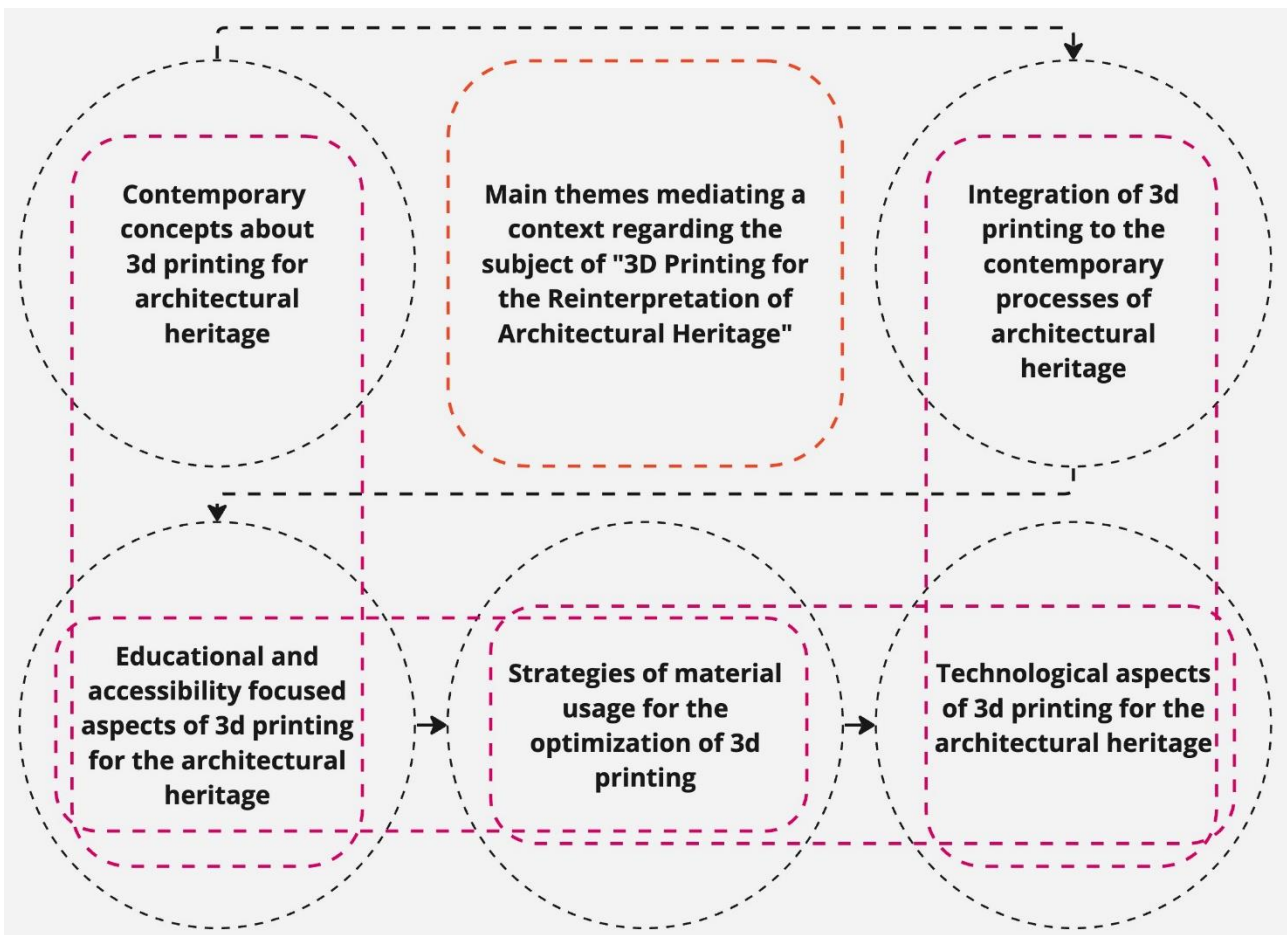 Contemporary
concepts about
3d printing for
architectural
heritage
Main themes mediating a
context regarding the
subject of "3D Printing for
the Reinterpretation of
Architectural Heritage"
Integration of 3d
printing to the
contemporary
processes of
architectural
heritage
Educational and
accessibility focused
aspects of 3d printing
for the architectural
heritage
Strategies of material
usage for the
optimization of 3d
printing
Technological aspects
of 3d printing for the
architectural heritage